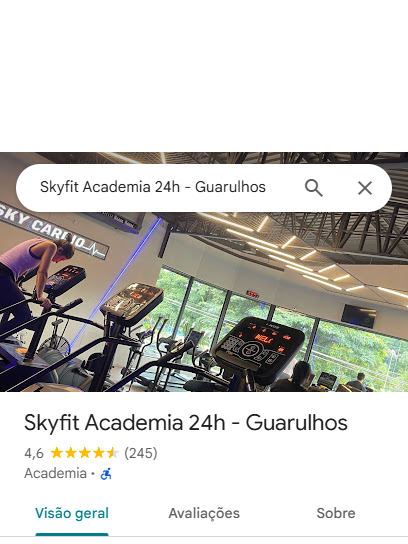 Skyfit Academia 24h - Guarulhos
SKY CARDIO
Skyfit Academia 24h - Guarulhos
4,6 (245)
Academia ·
Visão geral Avaliações Sobre